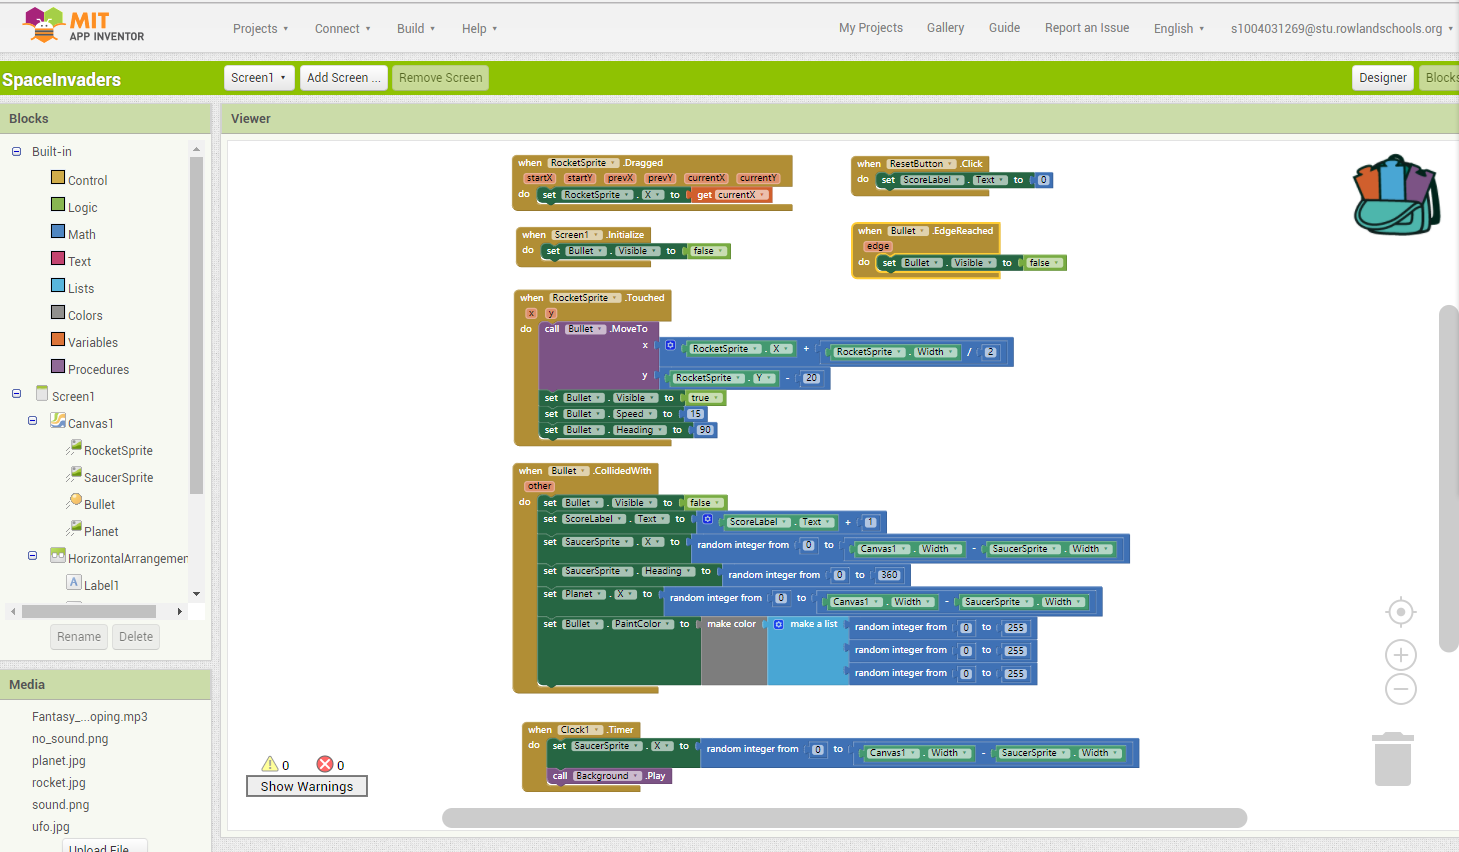 MIT
APP INVENTOR
Projects Connect Build Help My Projects Gallery Guide Report an Issue English s1004031269@stu.rowlandschools.org
SpaceInvaders Screen1 Add Screen ... Remove Screen Designer Blocks
Blocks
Built-in
Control
Logic
Math
Text
Lists
Colors
Variables
Procedures
Screen1
Canvas1
RocketSprite
SaucerSprite
Bullet
Planet
HorizontalArrangemen
Label1
Rename Delete
Media
Fantasy_...oping.mp3
no_sound.png
planet.jpg
rocket.jpg
sound.png
ufo.jpg
Upload File
Viewer
when RocketSprite .Dragged
startX startY prevX prevY currentX currentY
do set RocketSprite . X to get currentX
when ResetButton .Click
do set ScoreLabel . Text to 0
when Screen1 .Initialize
do set Bullet . Visible to false
when Bullet .EdgeReached
edge
do set Bullet . Visible to false
when RocketSprite .Touched
x y
do call Bullet .MoveTo
x RocketSprite . X + RocketSprite . Width / 2
y RocketSprite . Y - 20
set Bullet . Visible to true
set Bullet . Speed to 15
set Bullet . Heading to 90
when Bullet .CollidedWith
other
do set Bullet . Visible to false
set ScoreLabel . Text to ScoreLabel . Text + 1
set SaucerSprite . X to random integer from 0 to Canvas1 . Width - SaucerSprite . Width
set SaucerSprite . Heading to random integer from 0 to 360
set Planet . X to random integer from 0 to Canvas1 . Width - SaucerSprite . Width
set Bullet . PaintColor to make color make a list random integer from 0 to 255
random integer from 0 to 255
random integer from 0 to 255
when Clock1 .Timer
do set SaucerSprite . X to random integer from 0 to Canvas1 . Width - SaucerSprite . Width
call Background .Play
0 0
Show Warnings